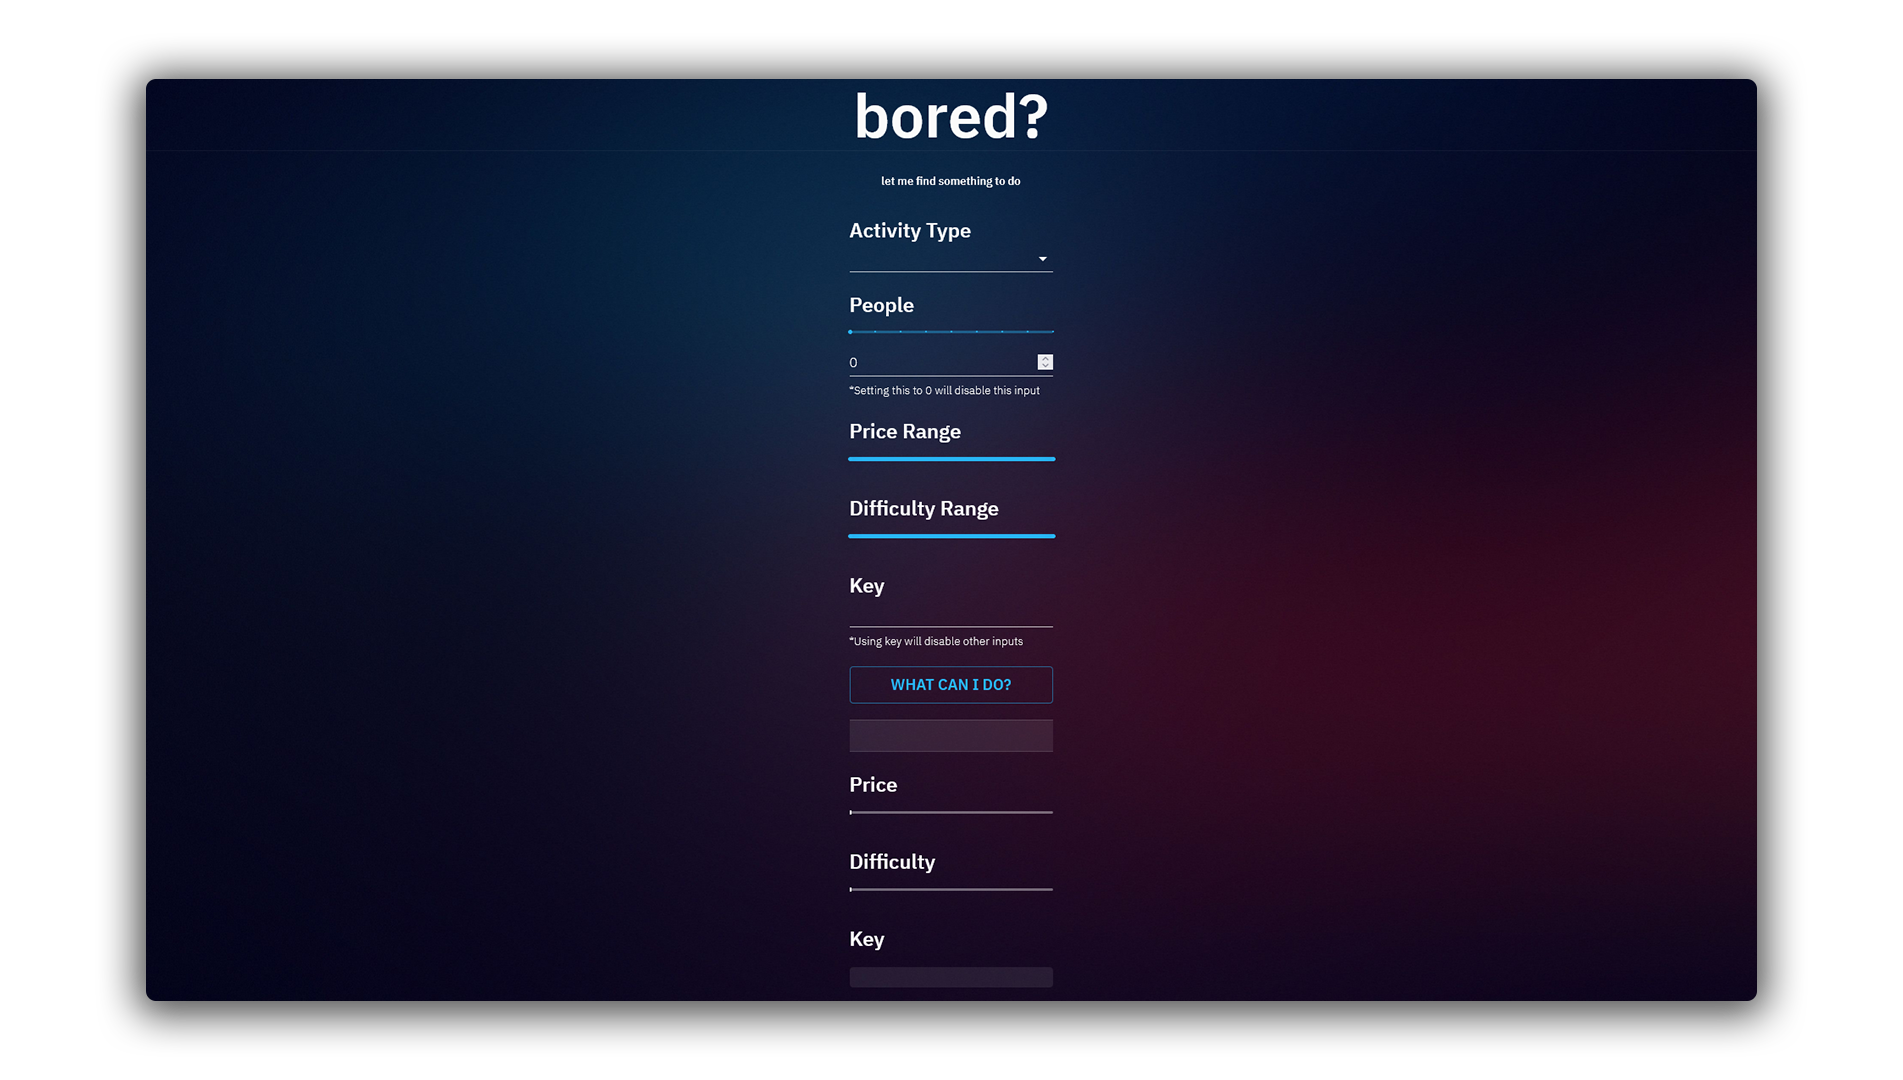 bored?
let me find something to do
Activity Type
People
0
*Setting this to 0 will disable this input
Price Range
Difficulty Range
Key
*Using key will disable other inputs
WHAT CAN I DO?
Price
Difficulty
Key